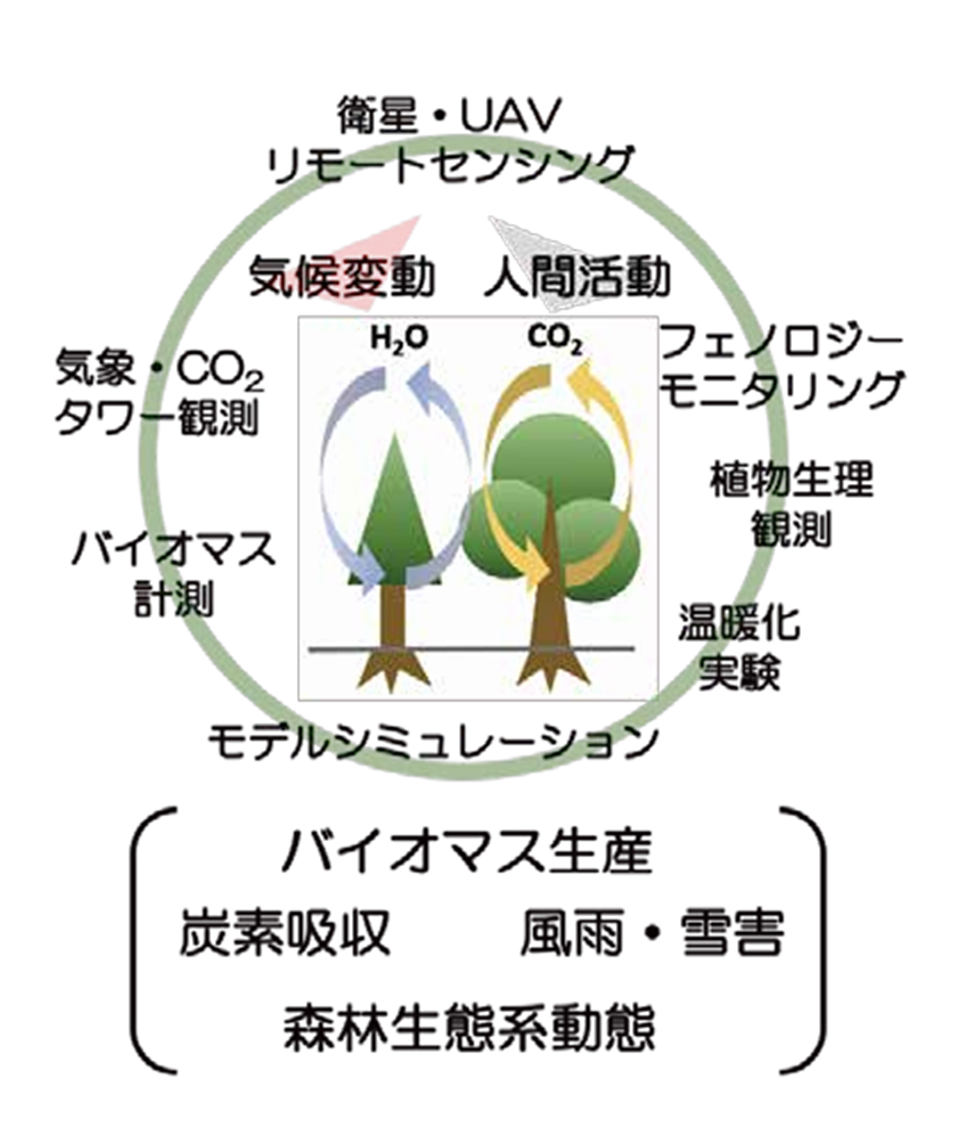 衛星・UAV
リモートセンシング
気候変動
人間活動
H₂O
CO₂
気象・CO₂
タワー観測
フェノロジー
モニタリング
植物生理
観測
バイオマス
計測
温暖化
実験
モデルシミュレーション
バイオマス生産
炭素吸収
風雨・雪害
森林生態系動態